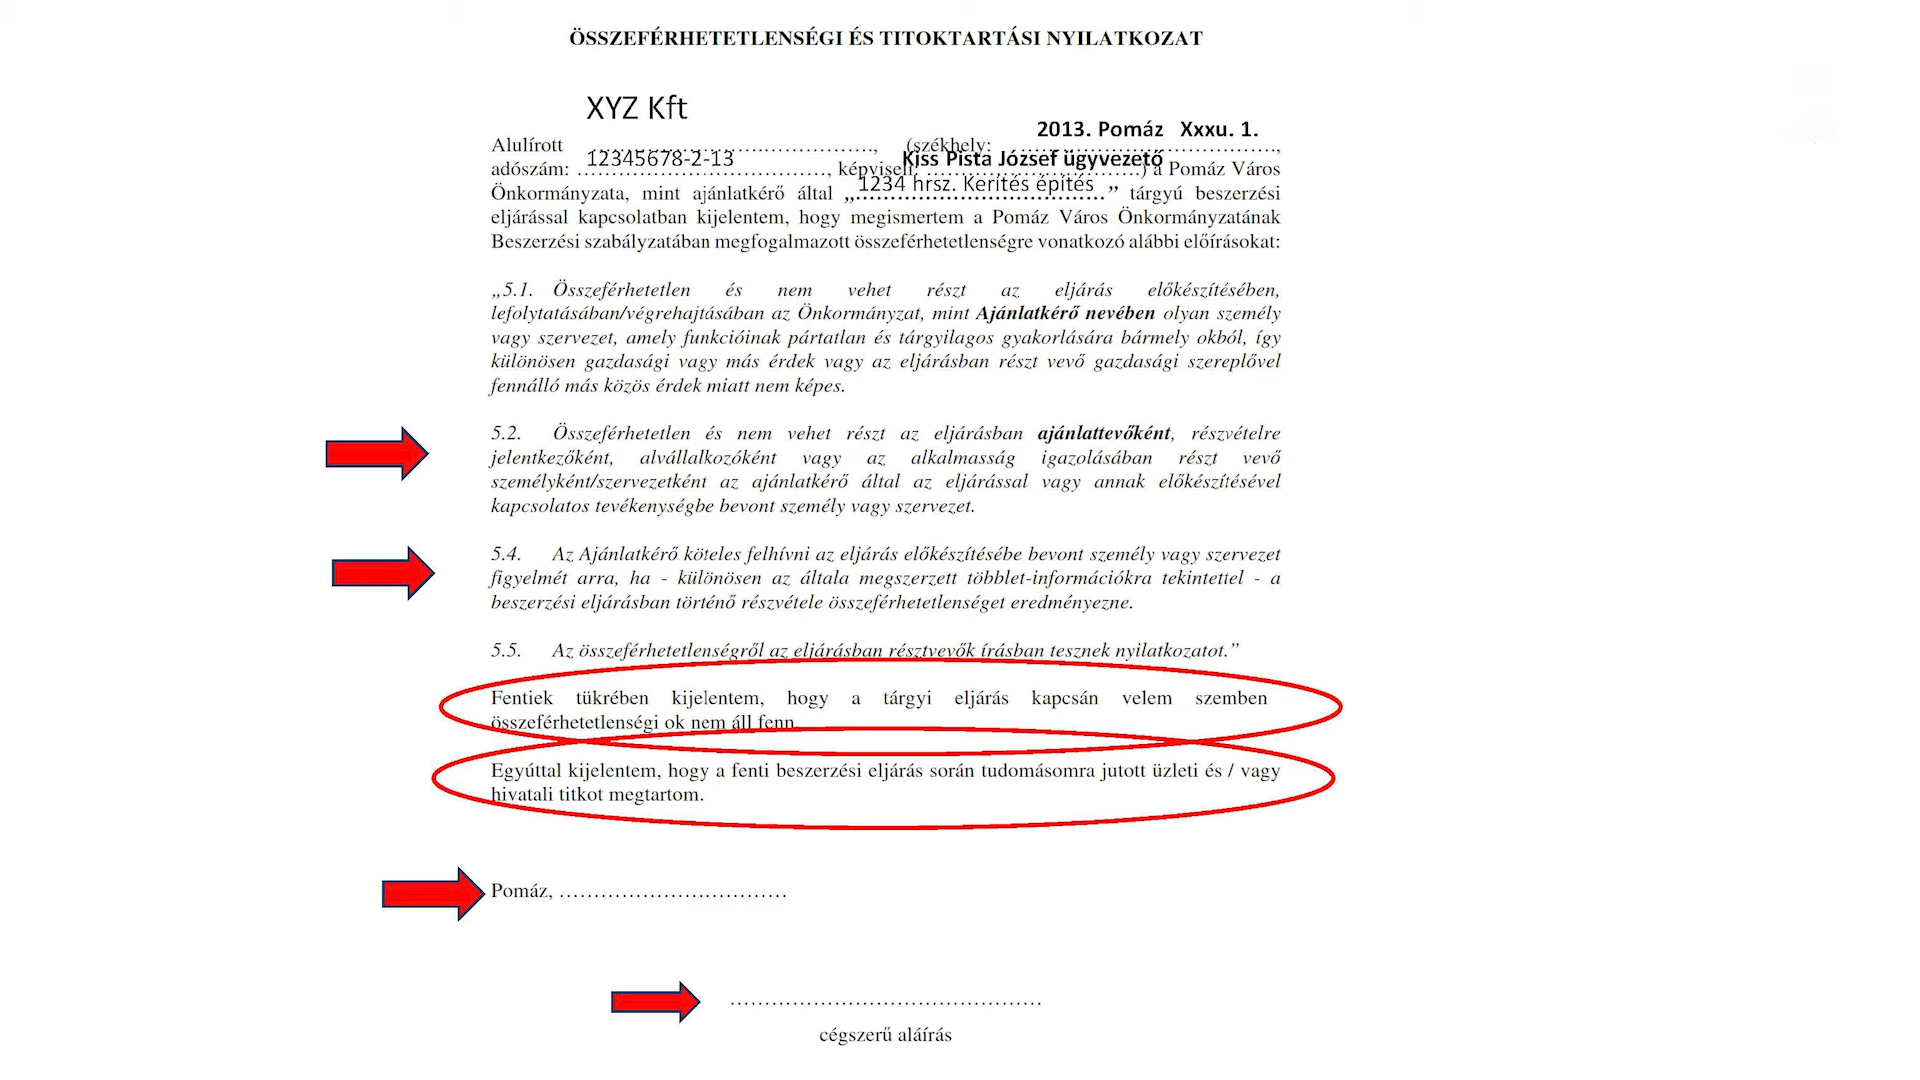 ÖSSZEFÉRHETETLENSÉGI ÉS TITOKTARTÁSI NYILATKOZAT
XYZ Kft
2013. Pomáz Xxxu. 1.
Alulírott ……………………………………, (székhely: ……………………………………,
12345678-2-13 Kiss Pista József ügyvezető
adószám: ……………………………………, képviseli: ……………………………) a Pomáz Város
1234 hrsz. Kerítés építés
Önkormányzata, mint ajánlatkérő által „………………………………” tárgyú beszerzési
eljárással kapcsolatban kijelentem, hogy megismertem a Pomáz Város Önkormányzatának
Beszerzési szabályzatában megfogalmazott összeférhetetlenségre vonatkozó alábbi előírásokat:
„5.1. Összeférhetetlen és nem vehet részt az eljárás előkészítésében,
lefolytatásában/végrehajtásában az Önkormányzat, mint Ajánlatkérő nevében olyan személy
vagy szervezet, amely funkcióinak pártatlan és tárgyilagos gyakorlására bármely okból, így
különösen gazdasági vagy más érdek vagy az eljárásban részt vevő gazdasági szereplővel
fennálló más közös érdek miatt nem képes.
5.2. Összeférhetetlen és nem vehet részt az eljárásban ajánlattevőként, részvételre
jelentkezőként, alvállalkozóként vagy az alkalmasság igazolásában részt vevő
személyként/szervezetként az ajánlatkérő által az eljárással vagy annak előkészítésével
kapcsolatos tevékenységbe bevont személy vagy szervezet.
5.4. Az Ajánlatkérő köteles felhívni az eljárás előkészítésébe bevont személy vagy szervezet
figyelmét arra, ha - különösen az általa megszerzett többlet-információkra tekintettel - a
beszerzési eljárásban történő részvétele összeférhetetlenséget eredményezne.
5.5. Az összeférhetetlenségről az eljárásban résztvevők írásban tesznek nyilatkozatot.”
Fentiek tükrében kijelentem, hogy a tárgyi eljárás kapcsán velem szemben
összeférhetetlenségi ok nem áll fenn.
Egyúttal kijelentem, hogy a fenti beszerzési eljárás során tudomásomra jutott üzleti és / vagy
hivatali titkot megtartom.
Pomáz, ……………………………
………………………………………
cégszerű aláírás